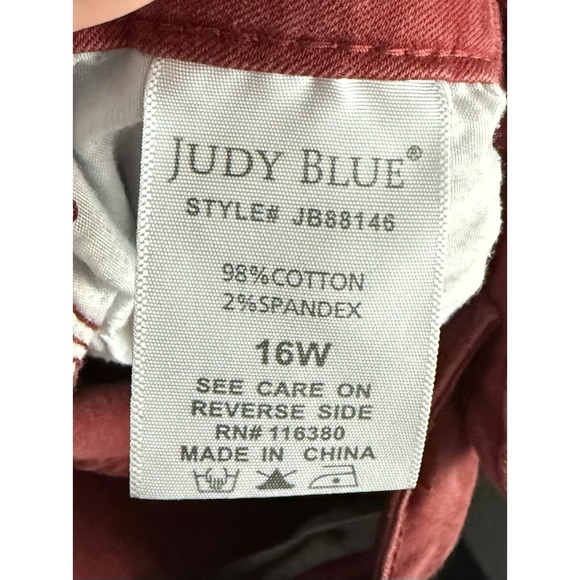 JUDY BLUE®
STYLE# JB88146
98%COTTON
2%SPANDEX
16W
SEE CARE ON
REVERSE SIDE
RN# 116380
MADE IN CHINA